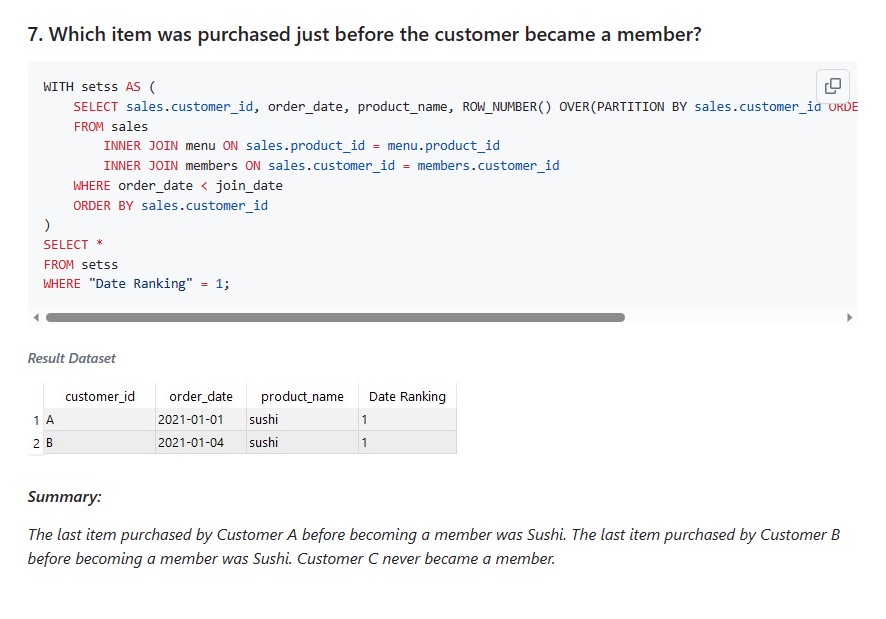 7. Which item was purchased just before the customer became a member?
WITH setss AS (
SELECT sales.customer_id, order_date, product_name, ROW_NUMBER() OVER(PARTITION BY sales.customer_id ORDE
FROM sales
INNER JOIN menu ON sales.product_id = menu.product_id
INNER JOIN members ON sales.customer_id = members.customer_id
WHERE order_date < join_date
ORDER BY sales.customer_id
)
SELECT *
FROM setss
WHERE "Date Ranking" = 1;
Result Dataset
customer_id order_date product_name Date Ranking
1 A 2021-01-01 sushi 1
2 B 2021-01-04 sushi 1
Summary:
The last item purchased by Customer A before becoming a member was Sushi. The last item purchased by Customer B
before becoming a member was Sushi. Customer C never became a member.